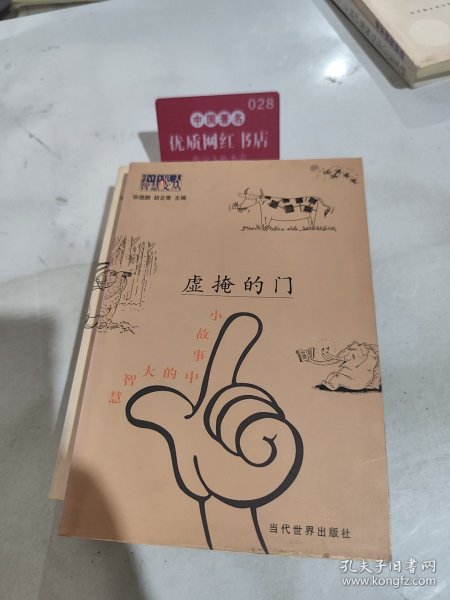 028
中国著名
优质网红书店
张健鹏 胡足青 主编
虚掩的门
小故事中的大智慧
当代世界出版社
孔夫子旧书网
www.kongfz.com